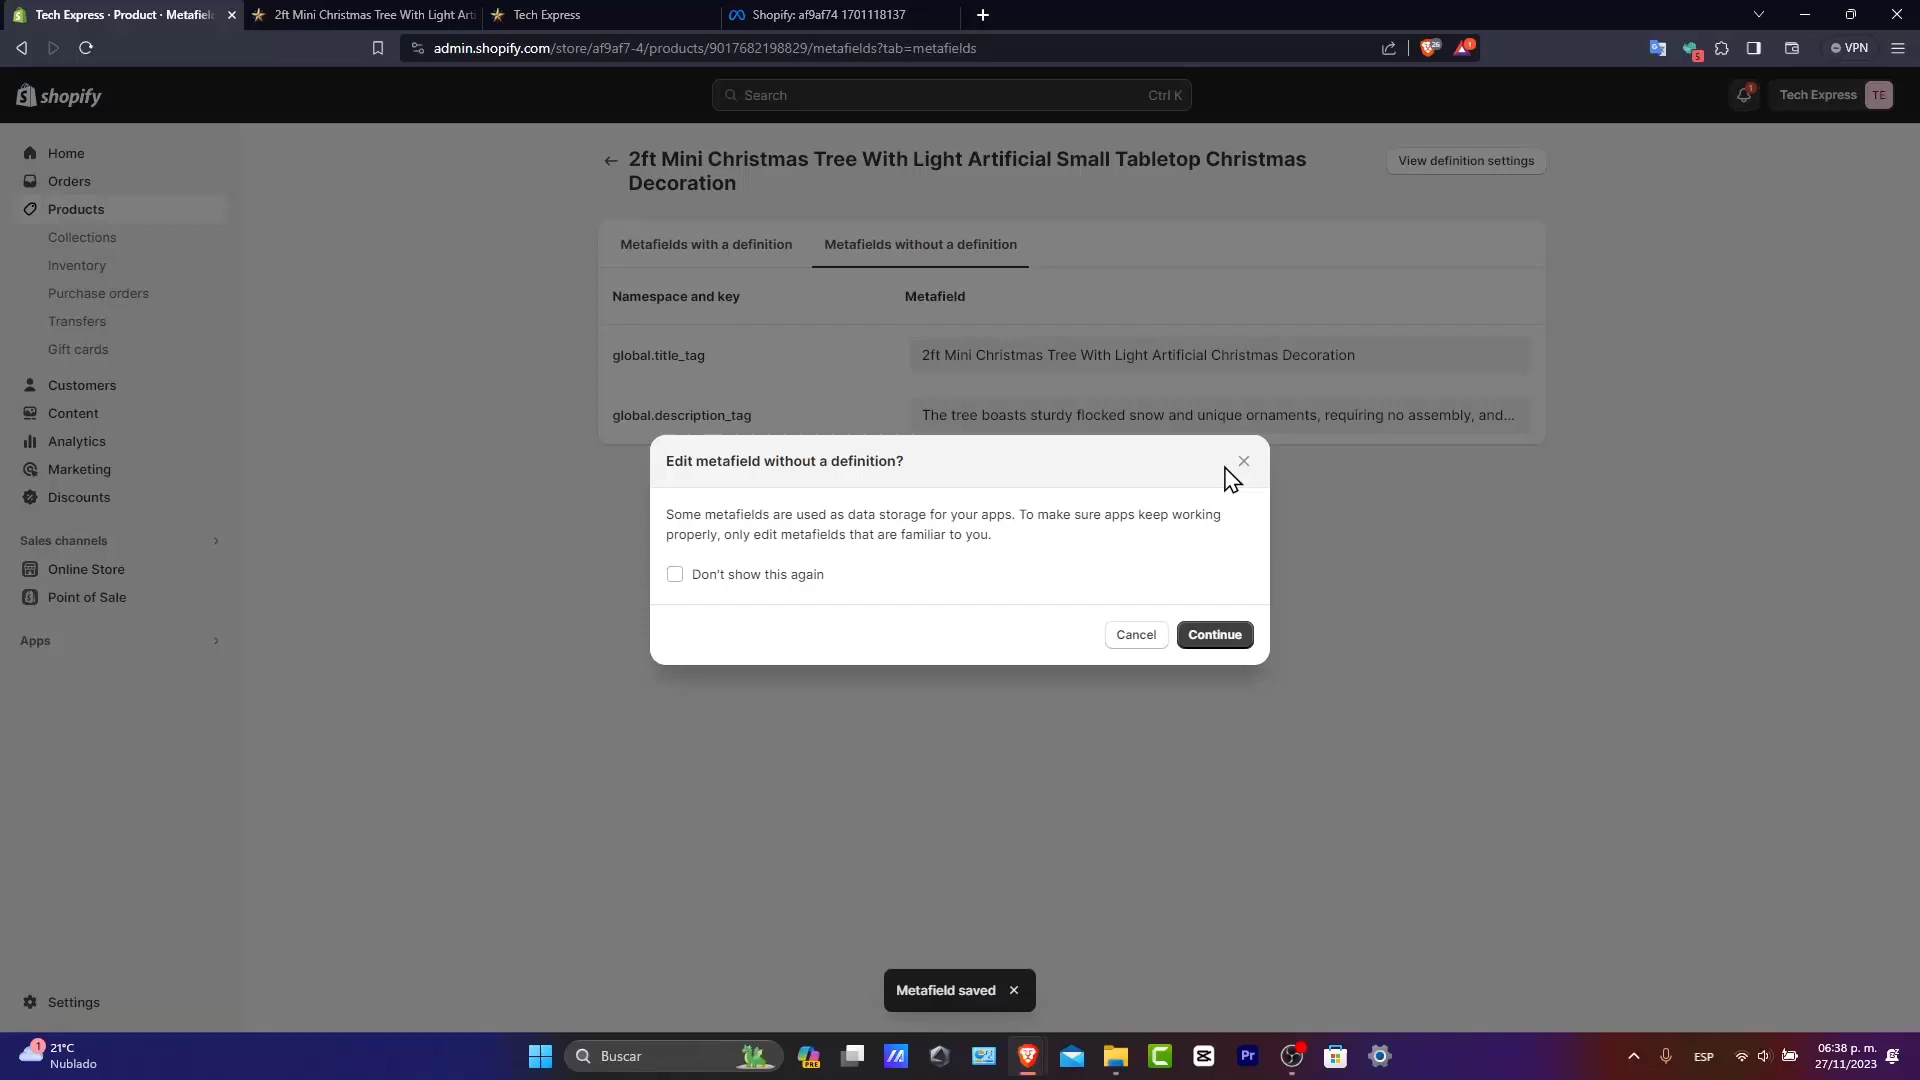 Tech Express · Product · Metafiel
2ft Mini Christmas Tree With Light Art
Tech Express
Shopify: af9af74 1701118137
admin.shopify.com/store/af9af7-4/products/9017682198829/metafields?tab=metafields
26
1
S
VPN
shopify
Search
Ctrl K
1
Tech Express
TE
Home
Orders
Products
Collections
Inventory
Purchase orders
Transfers
Gift cards
Customers
Content
Analytics
Marketing
Discounts
Sales channels
Online Store
Point of Sale
Apps
Settings
2ft Mini Christmas Tree With Light Artificial Small Tabletop Christmas
Decoration
View definition settings
Metafields with a definition
Metafields without a definition
Namespace and key
Metafield
global.title_tag
2ft Mini Christmas Tree With Light Artificial Christmas Decoration
global.description_tag
The tree boasts sturdy flocked snow and unique ornaments, requiring no assembly, and...
Edit metafield without a definition?
Some metafields are used as data storage for your apps. To make sure apps keep working
properly, only edit metafields that are familiar to you.
Don't show this again
Cancel
Continue
Metafield saved
1
21°C
Nublado
Buscar
PRE
Pr
ESP
06:38 p. m.
27/11/2023